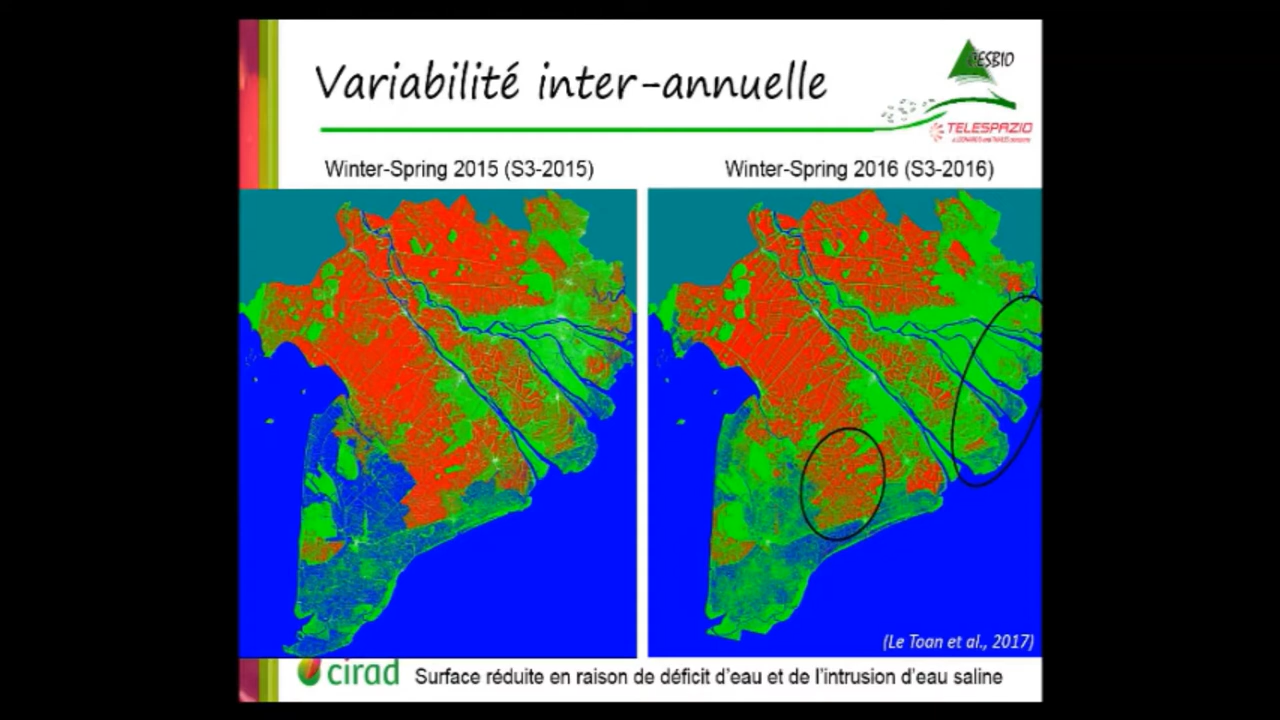 Variabilité inter-annuelle
CESBIO
TELESPAZIO
Winter-Spring 2015 (S3-2015)
Winter-Spring 2016 (S3-2016)
(Le Toan et al., 2017)
cirad
Surface réduite en raison de déficit d'eau et de l'intrusion d'eau saline